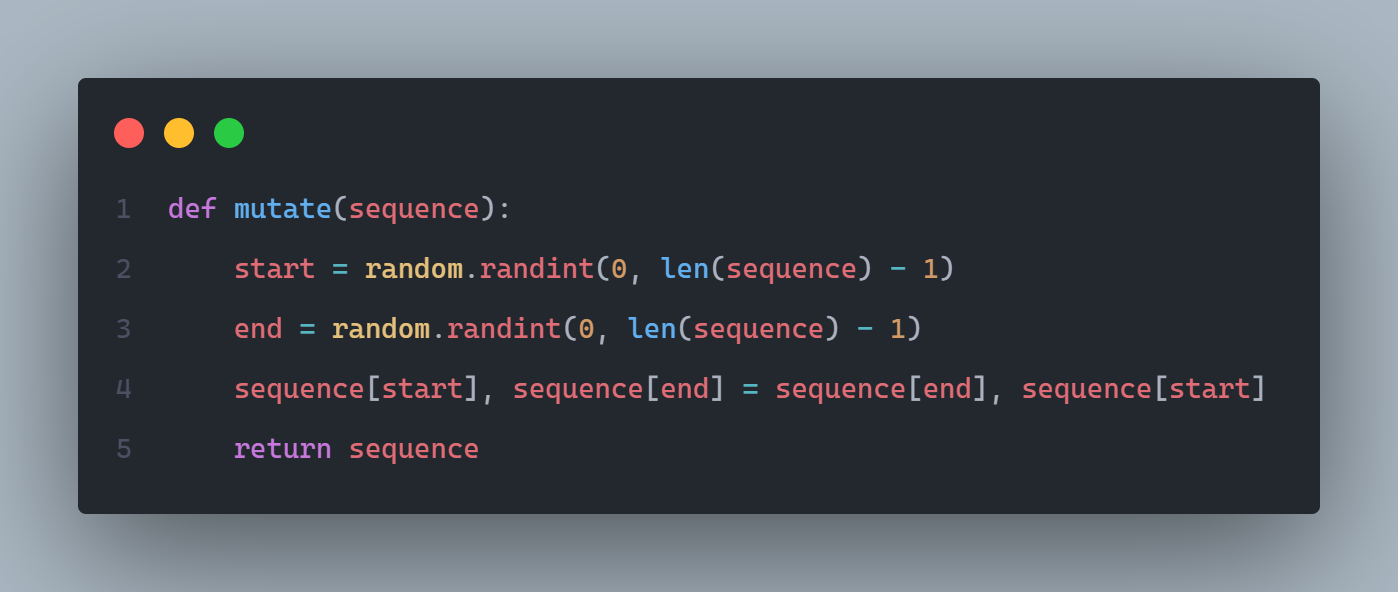 1 def mutate(sequence):
2     start = random.randint(0, len(sequence) - 1)
3     end = random.randint(0, len(sequence) - 1)
4     sequence[start], sequence[end] = sequence[end], sequence[start]
5     return sequence